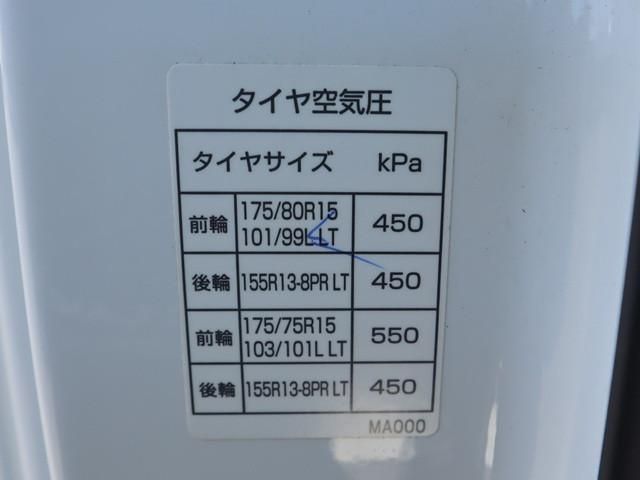 タイヤ空気圧
タイヤサイズ kPa
前輪 175/80R15 101/99L LT 450
後輪 155R13-8PR LT 450
前輪 175/75R15 103/101L LT 550
後輪 155R13-8PR LT 450
MA000